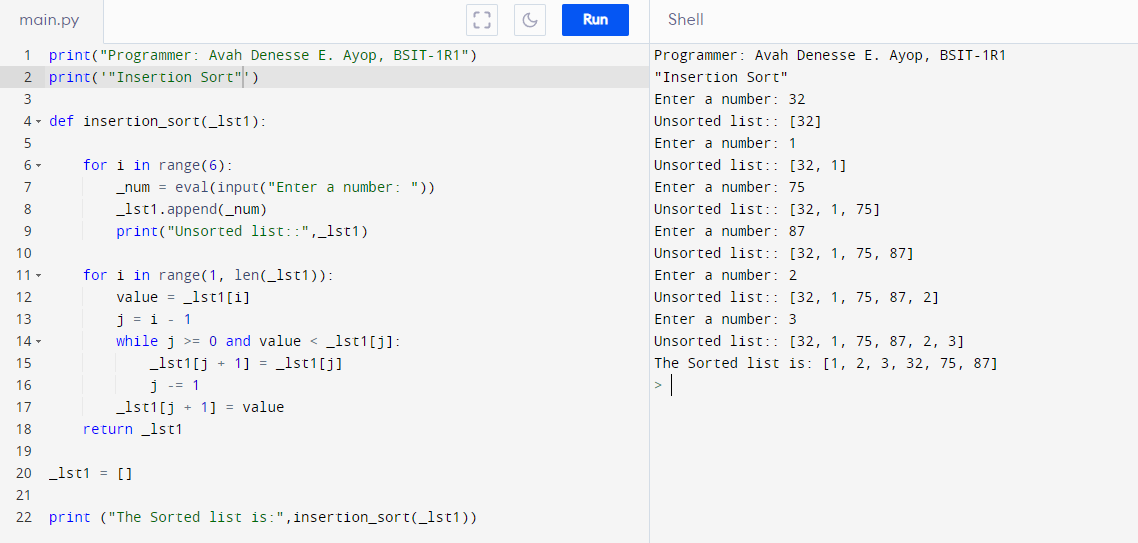 main.py
Run
Shell
1 print("Programmer: Avah Denesse E. Ayop, BSIT-1R1")
2 print('"Insertion Sort"')
3
4 def insertion_sort(_lst1):
5
6     for i in range(6):
7         _num = eval(input("Enter a number: "))
8         _lst1.append(_num)
9         print("Unsorted list::",_lst1)
10
11     for i in range(1, len(_lst1)):
12         value = _lst1[i]
13         j = i - 1
14         while j >= 0 and value < _lst1[j]:
15             _lst1[j + 1] = _lst1[j]
16             j -= 1
17         _lst1[j + 1] = value
18     return _lst1
19
20 _lst1 = []
21
22 print ("The Sorted list is:",insertion_sort(_lst1))
Programmer: Avah Denesse E. Ayop, BSIT-1R1
"Insertion Sort"
Enter a number: 32
Unsorted list:: [32]
Enter a number: 1
Unsorted list:: [32, 1]
Enter a number: 75
Unsorted list:: [32, 1, 75]
Enter a number: 87
Unsorted list:: [32, 1, 75, 87]
Enter a number: 2
Unsorted list:: [32, 1, 75, 87, 2]
Enter a number: 3
Unsorted list:: [32, 1, 75, 87, 2, 3]
The Sorted list is: [1, 2, 3, 32, 75, 87]
>